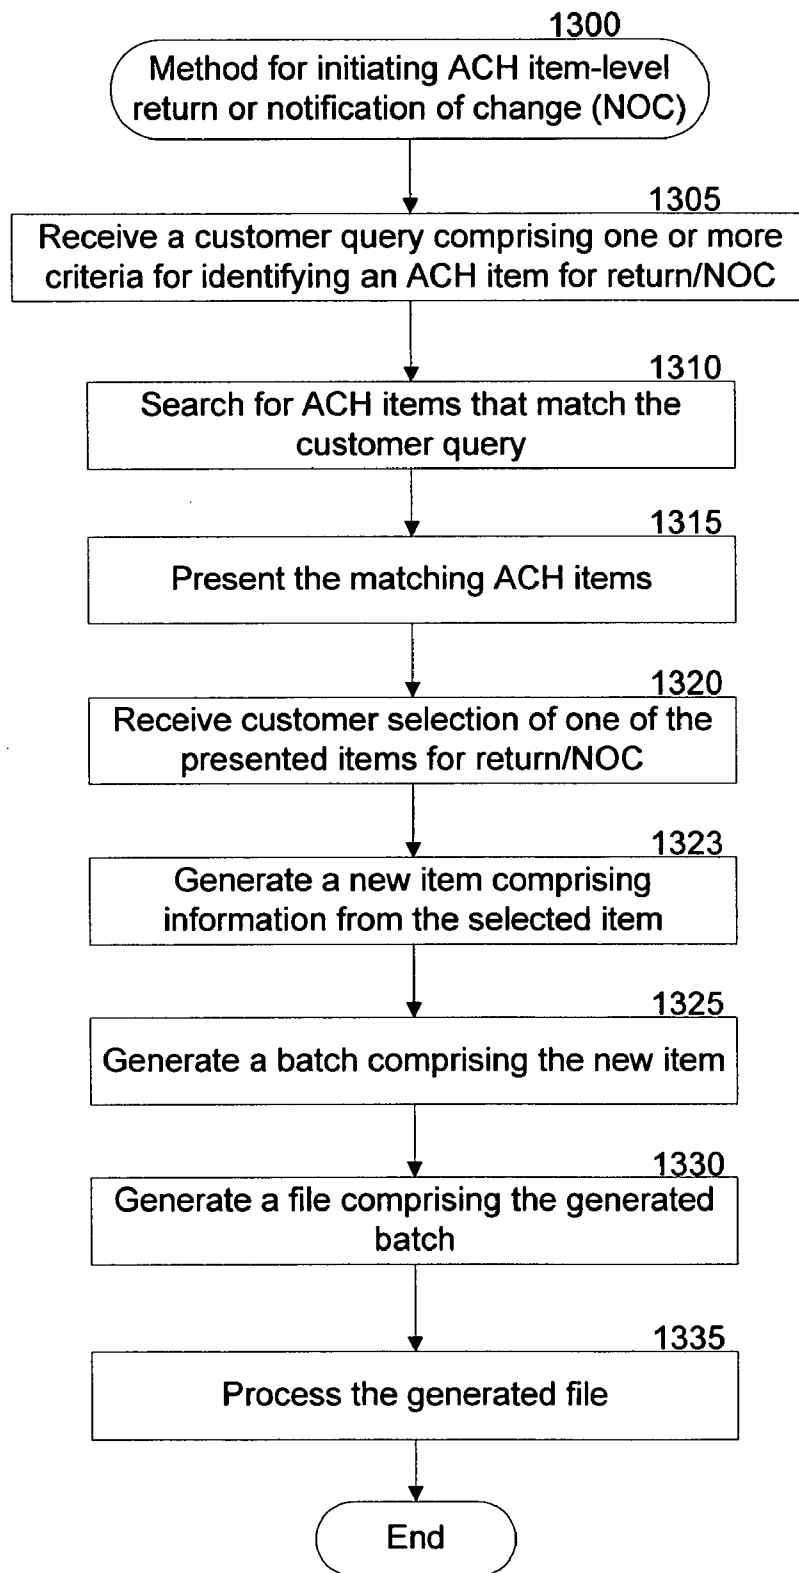 1300
Method for initiating ACH item-level
return or notification of change (NOC)
1305
Receive a customer query comprising one or more
criteria for identifying an ACH item for return/NOC
1310
Search for ACH items that match the
customer query
1315
Present the matching ACH items
1320
Receive customer selection of one of the
presented items for return/NOC
1323
Generate a new item comprising
information from the selected item
1325
Generate a batch comprising the new item
1330
Generate a file comprising the generated
batch
1335
Process the generated file
End